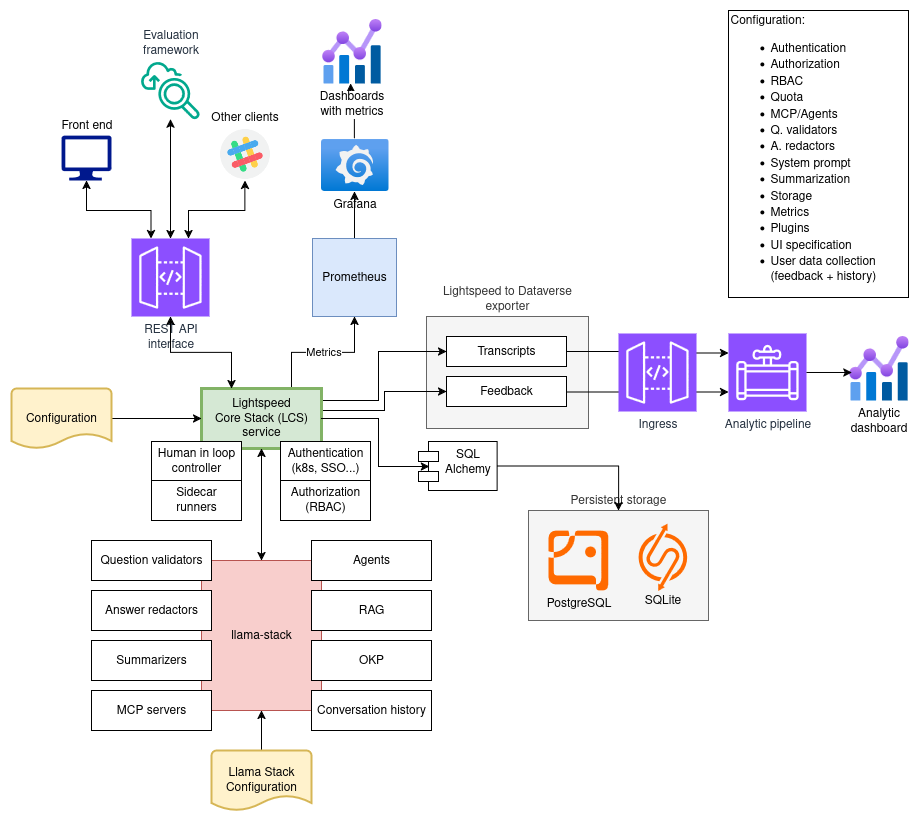 Evaluation
framework
Front end
Other clients
Dashboards
with metrics
Grafana
Prometheus
REST API
interface
Metrics
Configuration:
Authentication
Authorization
RBAC
Quota
MCP/Agents
Q. validators
A. redactors
System prompt
Summarization
Storage
Metrics
Plugins
UI specification
User data collection
(feedback + history)
Lightspeed to Dataverse
exporter
Transcripts
Feedback
Ingress
Analytic pipeline
Analytic
dashboard
Configuration
Lightspeed
Core Stack (LCS)
service
Human in loop
controller
Sidecar
runners
Authentication
(k8s, SSO...)
Authorization
(RBAC)
SQL
Alchemy
Persistent storage
PostgreSQL
SQLite
Question validators
Answer redactors
Summarizers
MCP servers
llama-stack
Agents
RAG
OKP
Conversation history
Llama Stack
Configuration